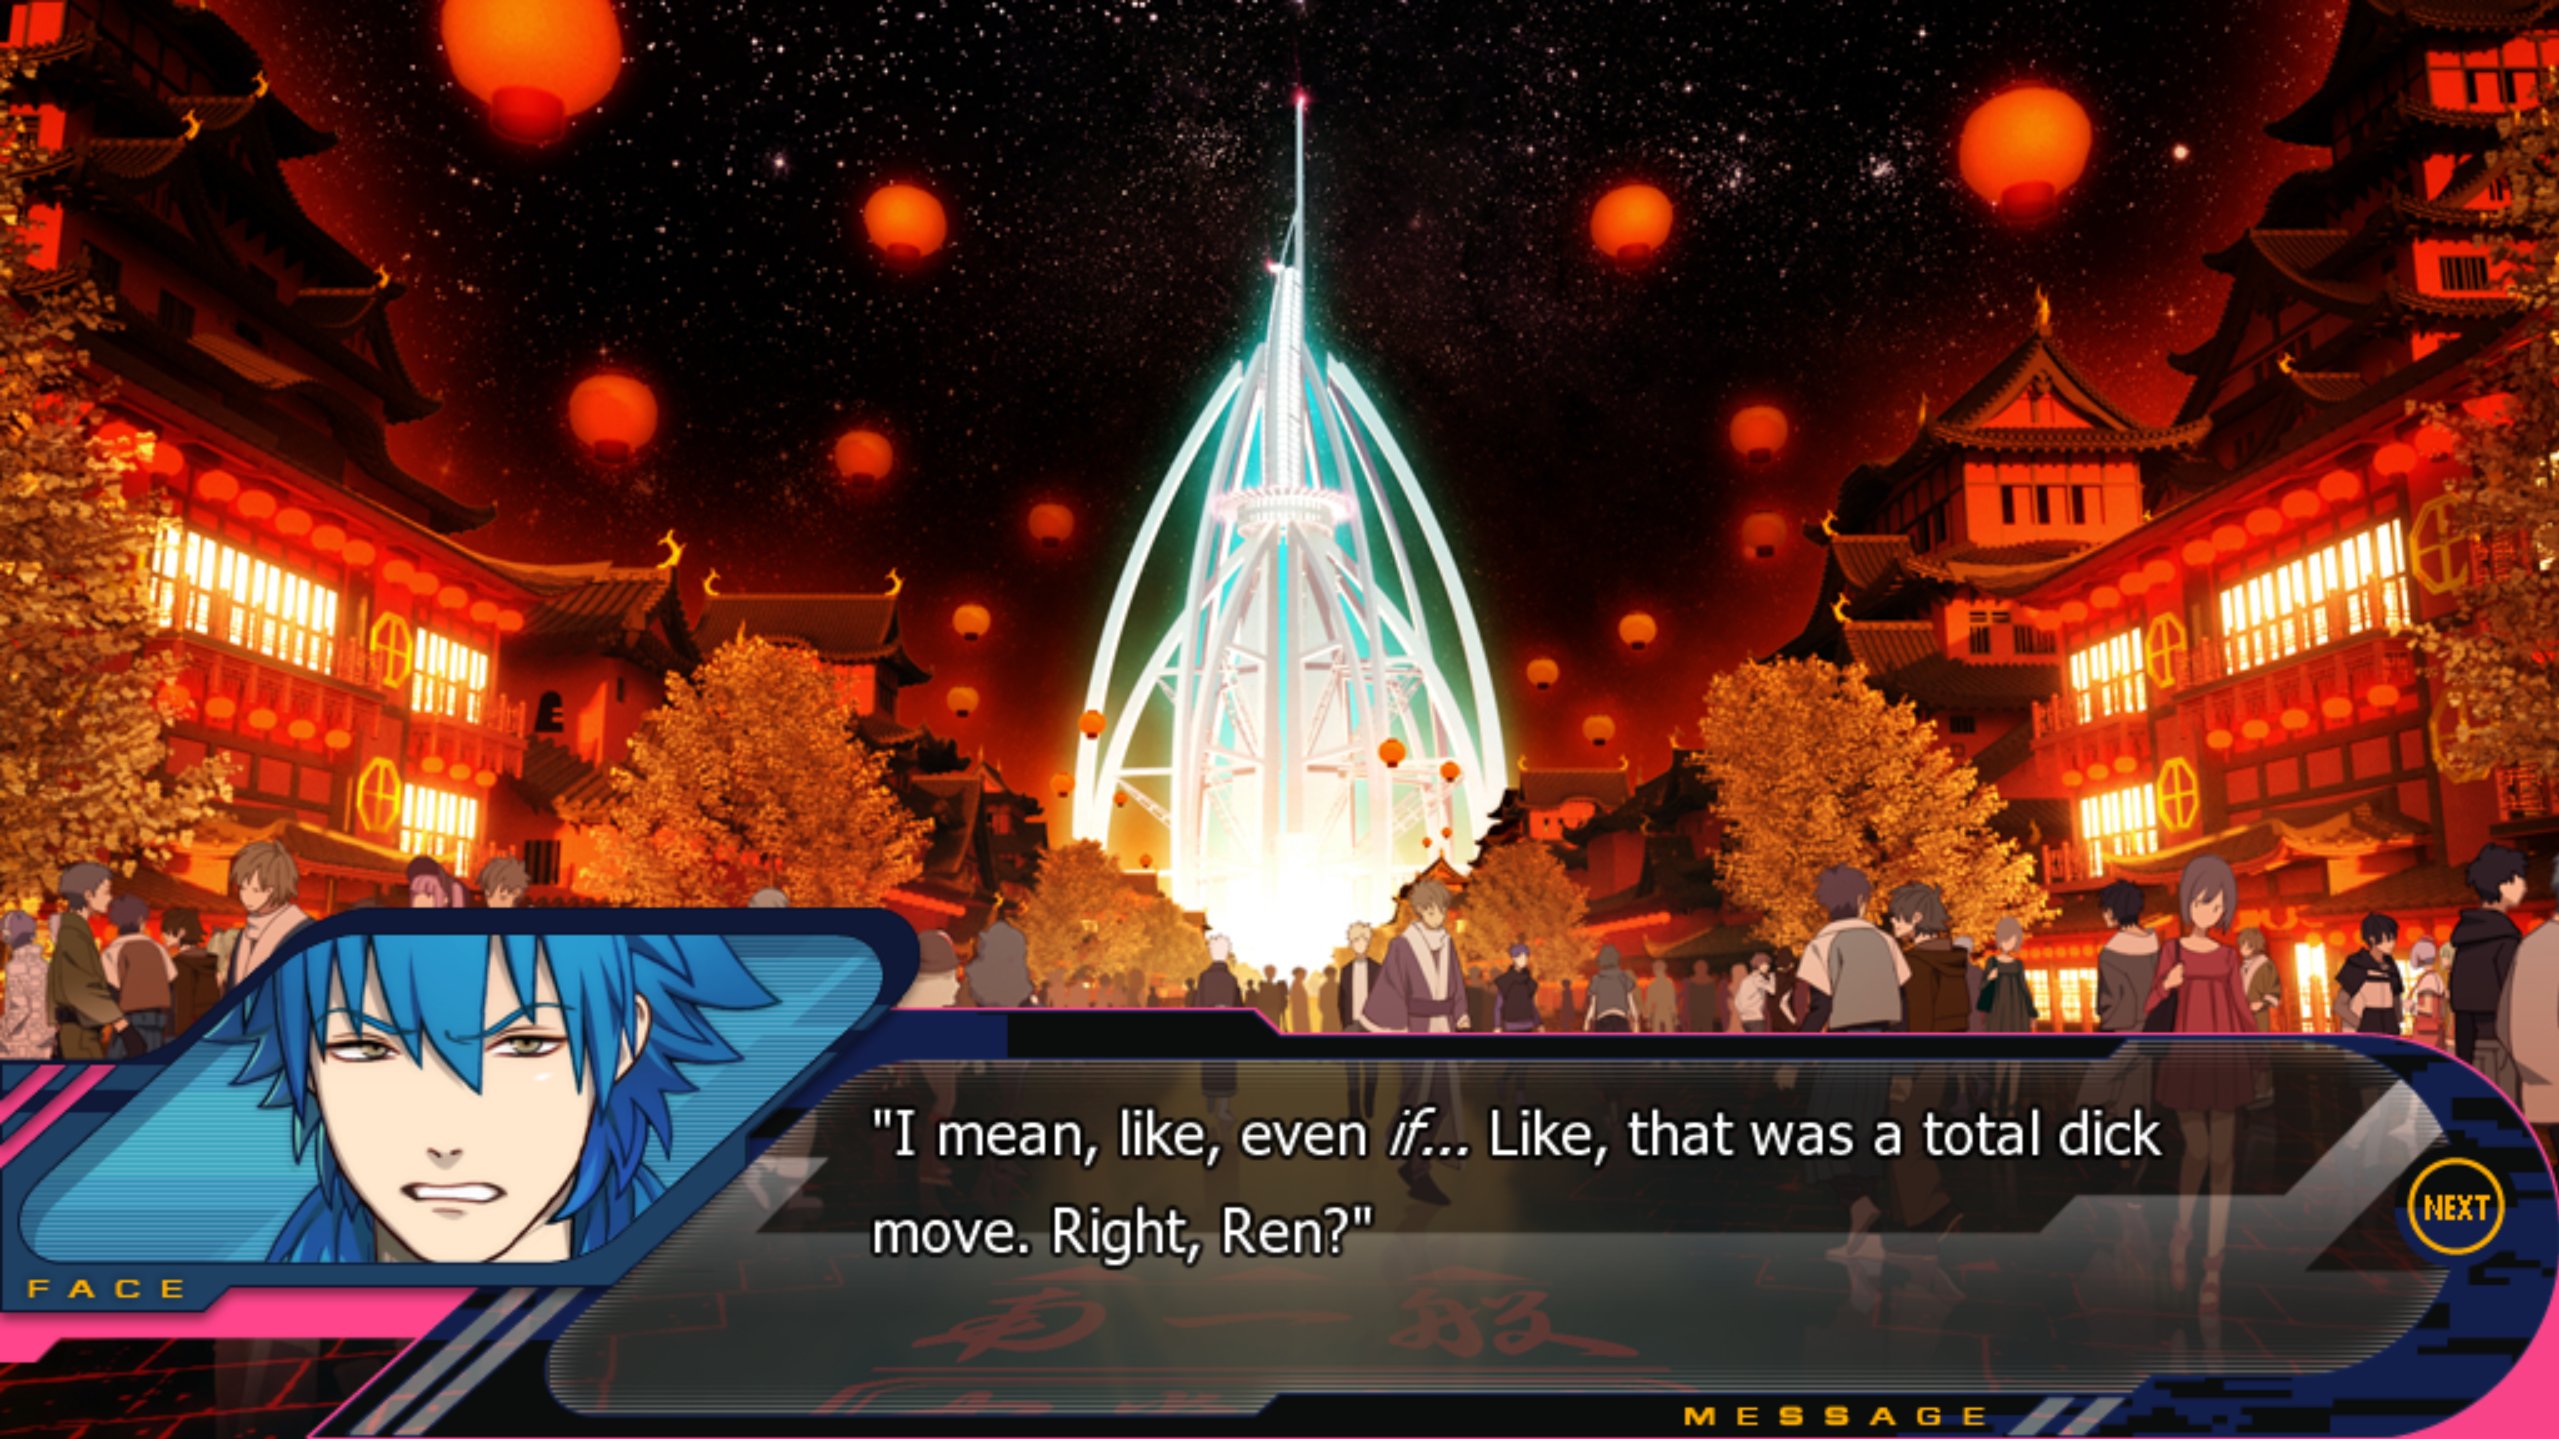 "I mean, like, even if... Like, that was a total dick
move. Right, Ren?"
NEXT
FACE
MESSAGE